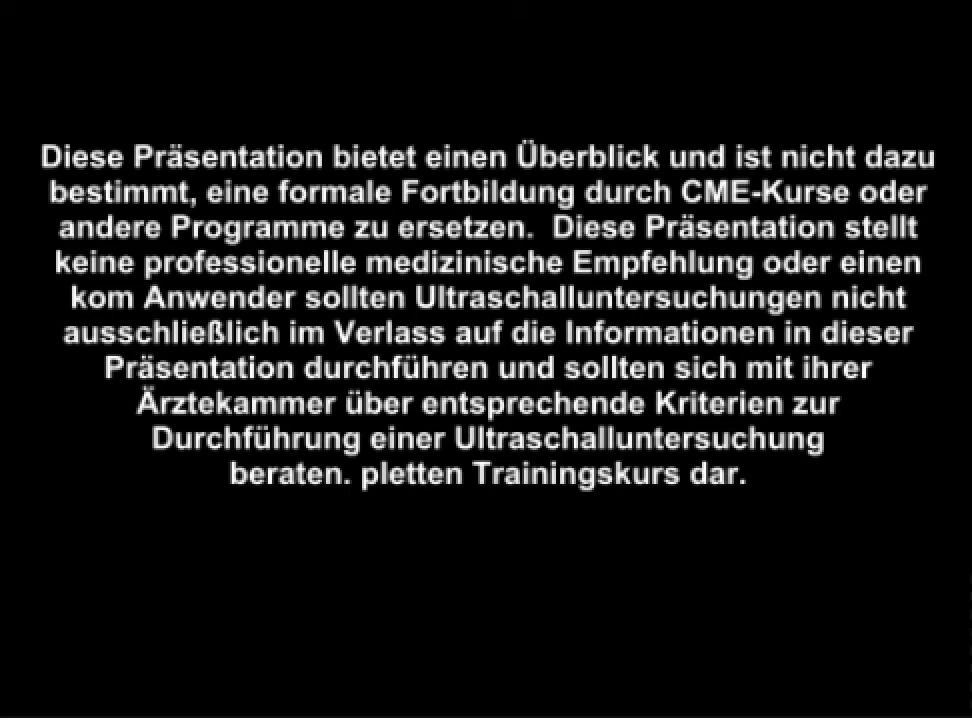 Diese Präsentation bietet einen Überblick und ist nicht dazu
bestimmt, eine formale Fortbildung durch CME-Kurse oder
andere Programme zu ersetzen.  Diese Präsentation stellt
keine professionelle medizinische Empfehlung oder einen
kom Anwender sollten Ultraschalluntersuchungen nicht
ausschließlich im Verlass auf die Informationen in dieser
Präsentation durchführen und sollten sich mit ihrer
Ärztekammer über entsprechende Kriterien zur
Durchführung einer Ultraschalluntersuchung
beraten. pletten Trainingskurs dar.